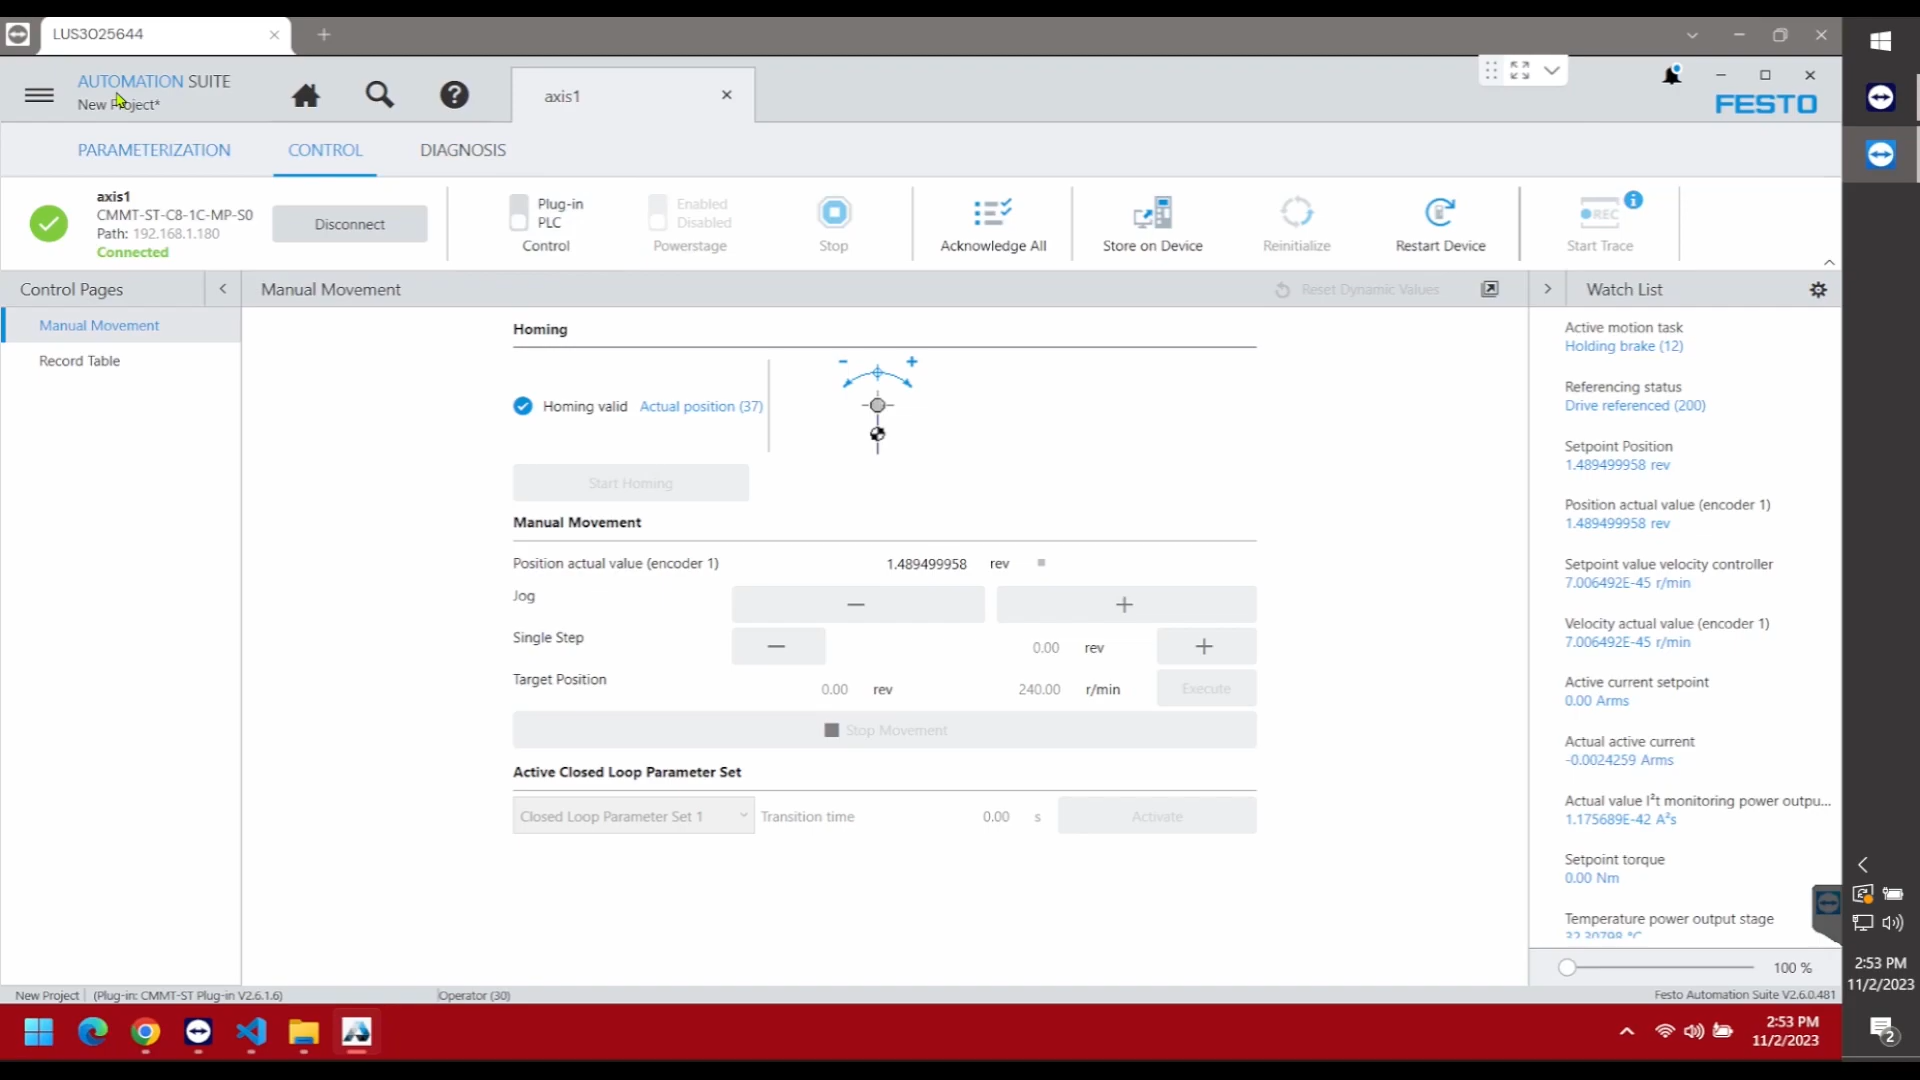 LUS3O25644
AUTOMATION SUITE
New Project*
axis1
FESTO
PARAMETERIZATION
CONTROL
DIAGNOSIS
axis1
CMMT-ST-C8-1C-MP-S0
Path: 192.168.1.180
Connected
Disconnect
Plug-in
PLC
Control
Enabled
Disabled
Powerstage
Stop
Acknowledge All
Store on Device
Reinitialize
Restart Device
REC
Start Trace
Control Pages
Manual Movement
Record Table
Manual Movement
Reset Dynamic Values
Homing
Homing valid Actual position (37)
Start Homing
Manual Movement
Position actual value (encoder 1) 1.489499958 rev
Jog
Single Step 0.00 rev
Target Position 0.00 rev 240.00 r/min Execute
Stop Movement
Active Closed Loop Parameter Set
Closed Loop Parameter Set 1 Transition time 0.00 s Activate
Watch List
Active motion task
Holding brake (12)
Referencing status
Drive referenced (200)
Setpoint Position
1.489499958 rev
Position actual value (encoder 1)
1.489499958 rev
Setpoint value velocity controller
7.006492E-45 r/min
Velocity actual value (encoder 1)
7.006492E-45 r/min
Active current setpoint
0.00 Arms
Actual active current
-0.0024259 Arms
Actual value I²t monitoring power outpu...
1.175689E-42 A²s
Setpoint torque
0.00 Nm
Temperature power output stage
32.30798 °C
100 %
New Project (Plug-in: CMMT-ST Plug-in V2.6.1.6) Operator (30) Festo Automation Suite V2.6.0.481
2:53 PM
11/2/2023
2:53 PM
11/2/2023
2